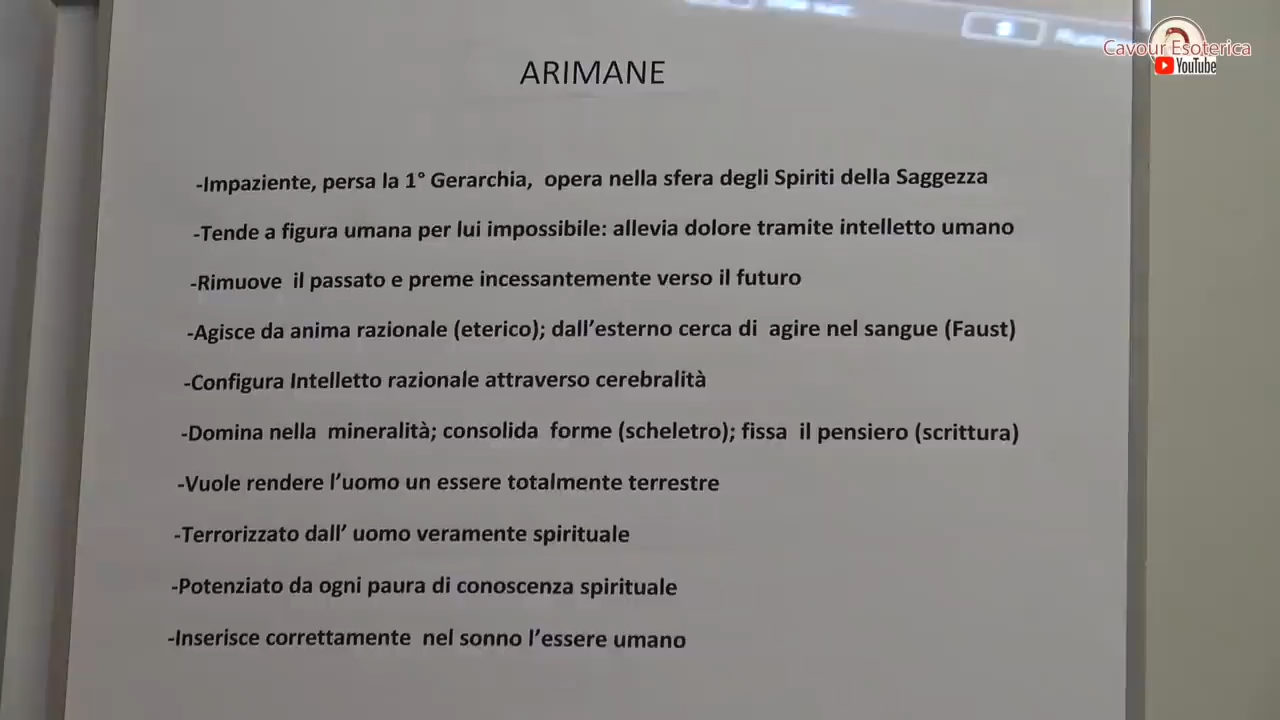 Cavour Esoterica
YouTube
ARIMANE
-Impaziente, persa la 1° Gerarchia, opera nella sfera degli Spiriti della Saggezza
-Tende a figura umana per lui impossibile: allevia dolore tramite intelletto umano
-Rimuove il passato e preme incessantemente verso il futuro
-Agisce da anima razionale (eterico); dall'esterno cerca di agire nel sangue (Faust)
-Configura Intelletto razionale attraverso cerebralità
-Domina nella mineralità; consolida forme (scheletro); fissa il pensiero (scrittura)
-Vuole rendere l'uomo un essere totalmente terrestre
-Terrorizzato dall' uomo veramente spirituale
-Potenziato da ogni paura di conoscenza spirituale
-Inserisce correttamente nel sonno l'essere umano